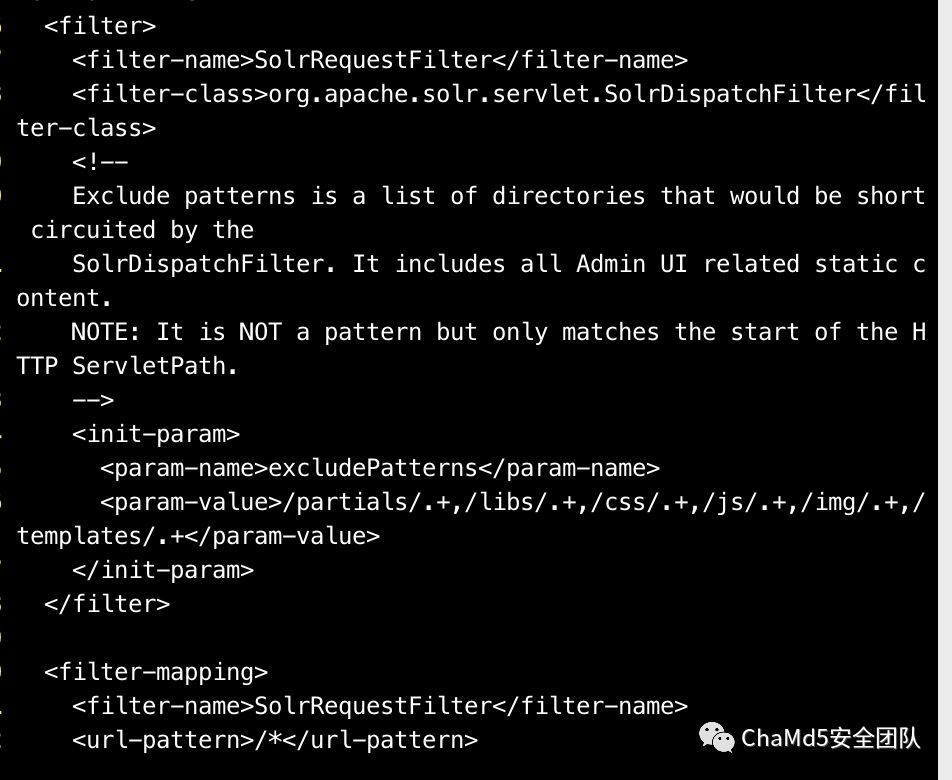 <filter>
<filter-name>SolrRequestFilter</filter-name>
<filter-class>org.apache.solr.servlet.SolrDispatchFilter</fil
ter-class>
<!--
Exclude patterns is a list of directories that would be short
circuited by the
SolrDispatchFilter. It includes all Admin UI related static c
ontent.
NOTE: It is NOT a pattern but only matches the start of the H
TTP ServletPath.
-->
<init-param>
<param-name>excludePatterns</param-name>
<param-value>/partials/.+,/libs/.+,/css/.+,/js/.+,/img/.+,/
templates/.+</param-value>
</init-param>
</filter>
<filter-mapping>
<filter-name>SolrRequestFilter</filter-name>
<url-pattern>/*</url-pattern>
ChaMd5安全团队